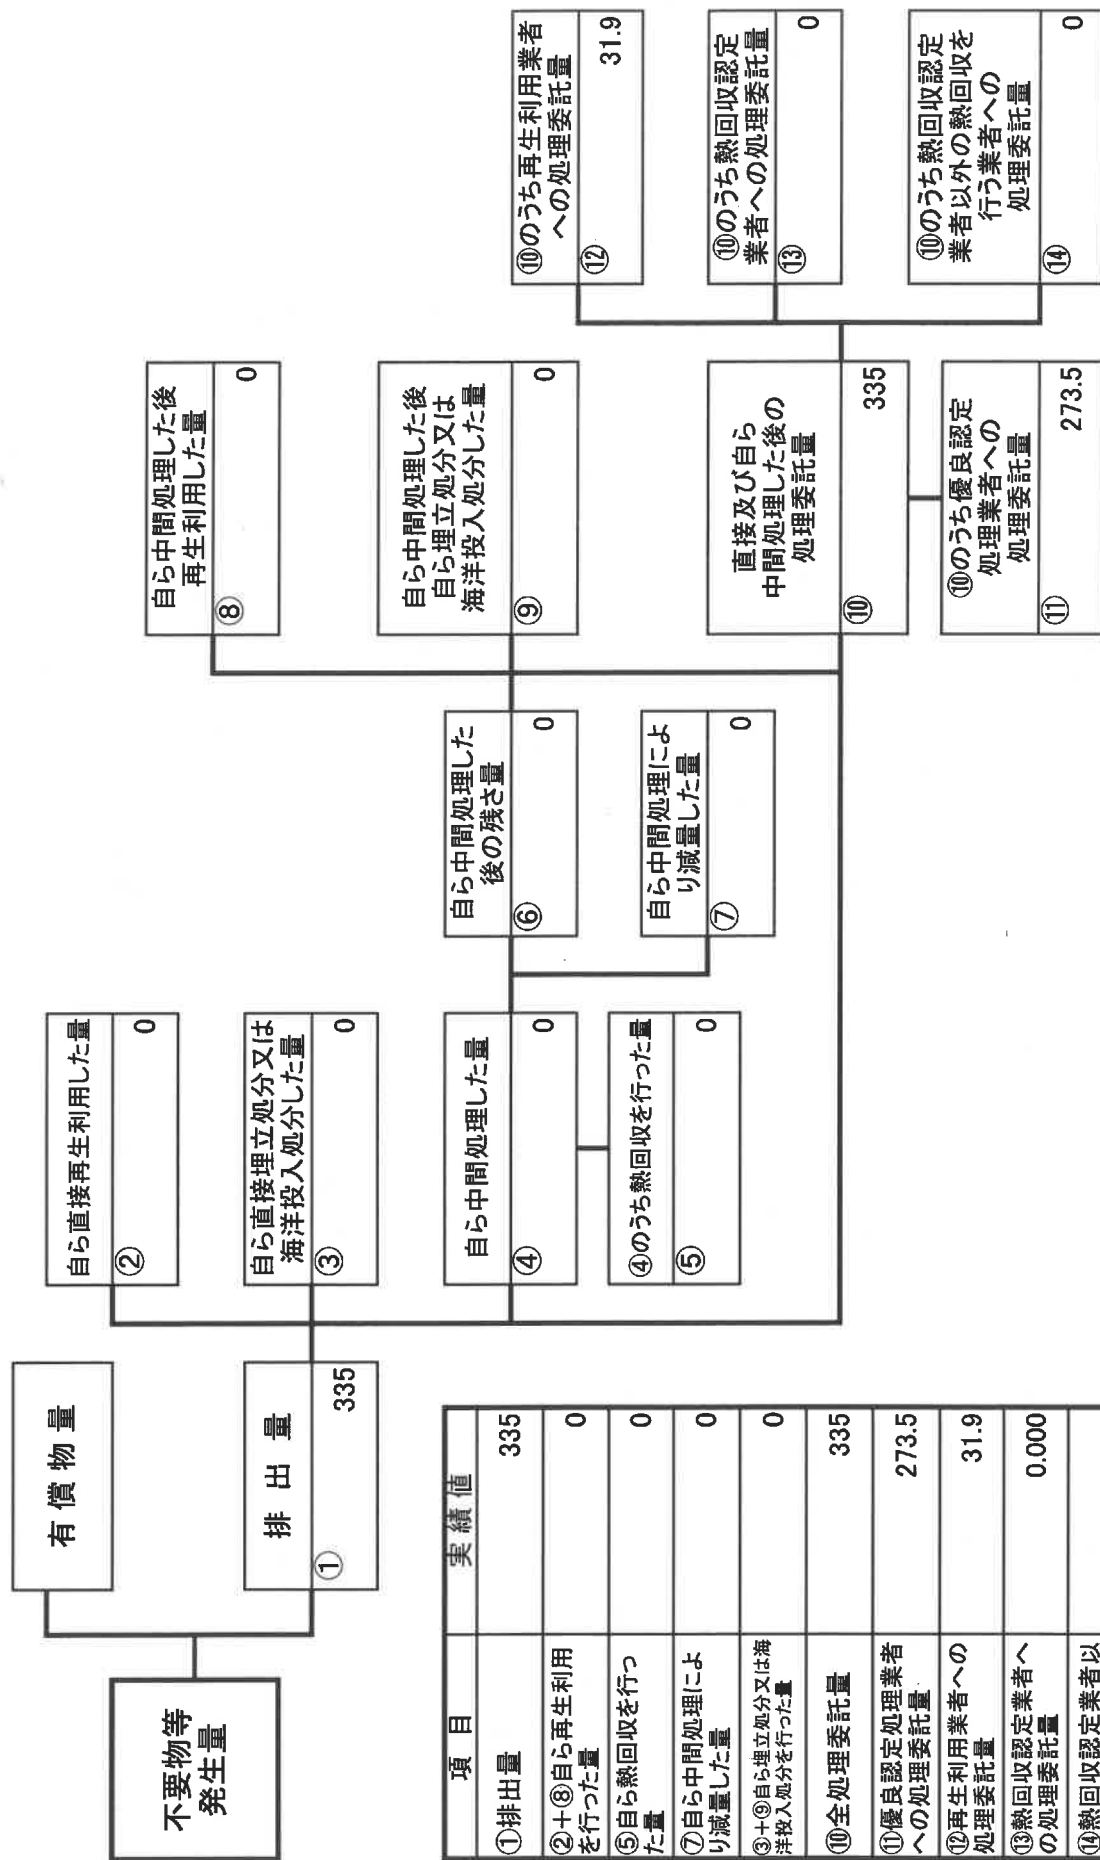 不要物等
発生量
有償物量
排出量
① 335
自ら直接再生利用した量
② 0
自ら直接埋立処分又は
海洋投入処分した量
③ 0
自ら中間処理した量
④ 0
④のうち熱回収を行った量
⑤ 0
自ら中間処理した
後の残さ量
⑥ 0
自ら中間処理によ
り減量した量
⑦ 0
自ら中間処理した後
再生利用した量
⑧ 0
自ら中間処理した後
自ら埋立処分又は
海洋投入処分した量
⑨ 0
直接及び自ら
中間処理した後の
処理委託量
⑩ 335
⑩のうち優良認定
処理業者への
処理委託量
⑪ 273.5
⑩のうち再生利用業者
への処理委託量
⑫ 31.9
⑩のうち熱回収認定
業者への処理委託量
⑬ 0
⑩のうち熱回収認定
業者以外の熱回収を
行う業者への
処理委託量
⑭ 0
項目 実績値
①排出量 335
②+⑧自ら再生利用
を行った量 0
⑤自ら熱回収を行っ
た量 0
⑦自ら中間処理によ
り減量した量 0
③+⑨自ら埋立処分又は海
洋投入処分を行った量 0
⑩全処理委託量 335
⑪優良認定処理業者
への処理委託量 273.5
⑫再生利用業者への
処理委託量 31.9
⑬熱回収認定業者へ
の処理委託量 0.000
⑭熱回収認定業者以